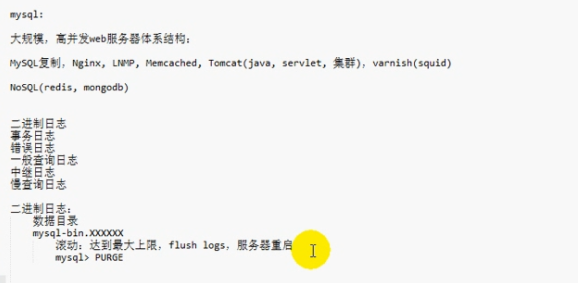 mysql:
大规模，高并发web服务器体系结构：
MySQL复制，Nginx, LNMP, Memcached, Tomcat(java, servlet, 集群)，varnish(squid)
NoSQL(redis, mongodb)
二进制日志
事务日志
错误日志
一般查询日志
中继日志
慢查询日志
二进制日志：
数据目录
mysql-bin.XXXXXX
滚动：达到最大上限，flush logs，服务器重启
mysql> PURGE